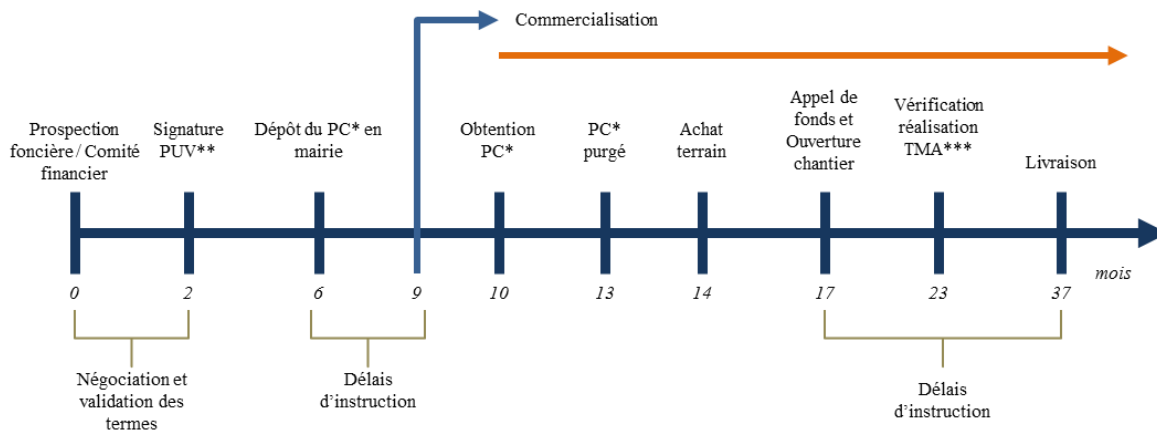 Commercialisation
Prospection
foncière / Comité
financier
Signature
PUV**
Dépôt du PC* en
mairie
Obtention
PC*
PC*
purgé
Achat
terrain
Appel de
fonds et
Ouverture
chantier
Vérification
réalisation
TMA***
Livraison
mois
0
2
6
9
10
13
14
17
23
37
Négociation et
validation des
termes
Délais
d'instruction
Délais
d'instruction